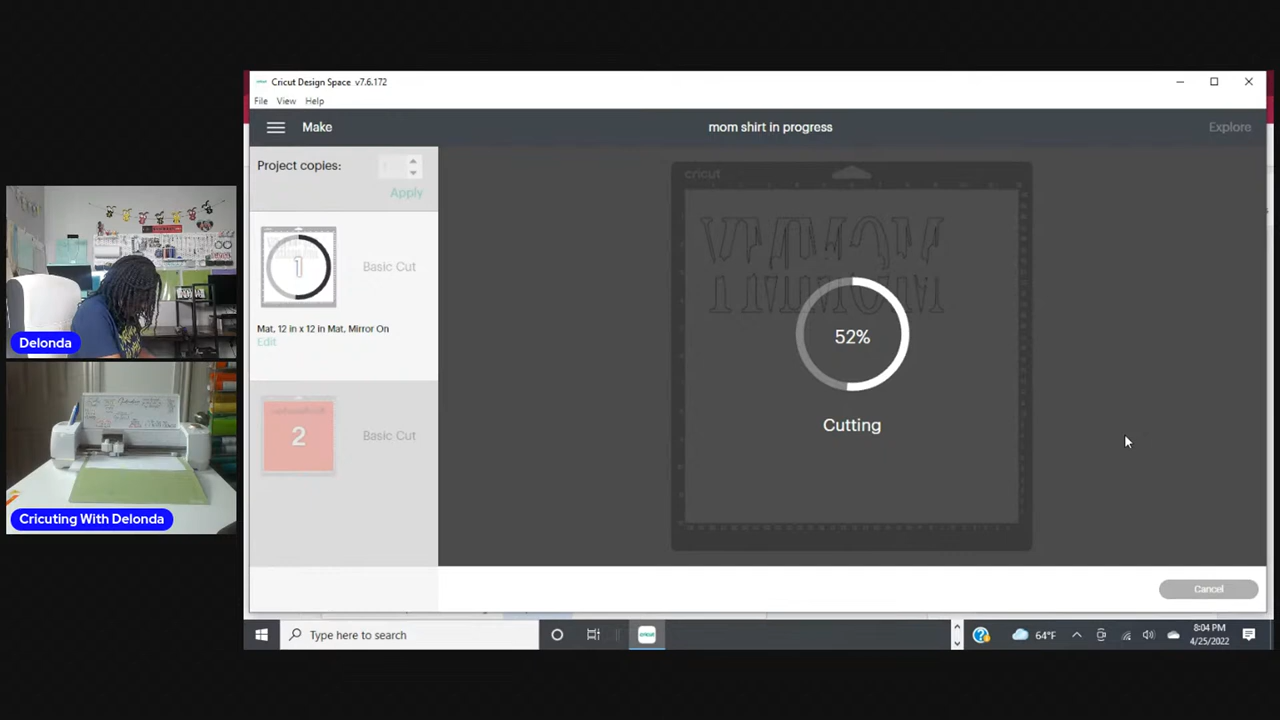 Cricut Design Space v7.6.172
File View Help
Make
mom shirt in progress
Explore
Project copies:
1
Apply
1
Basic Cut
Mat, 12 in x 12 in Mat, Mirror On
Edit
2
Basic Cut
cricut
52%
Cutting
Cancel
Delonda
Cricuting With Delonda
Type here to search
cricut
64°F
8:04 PM
4/25/2022